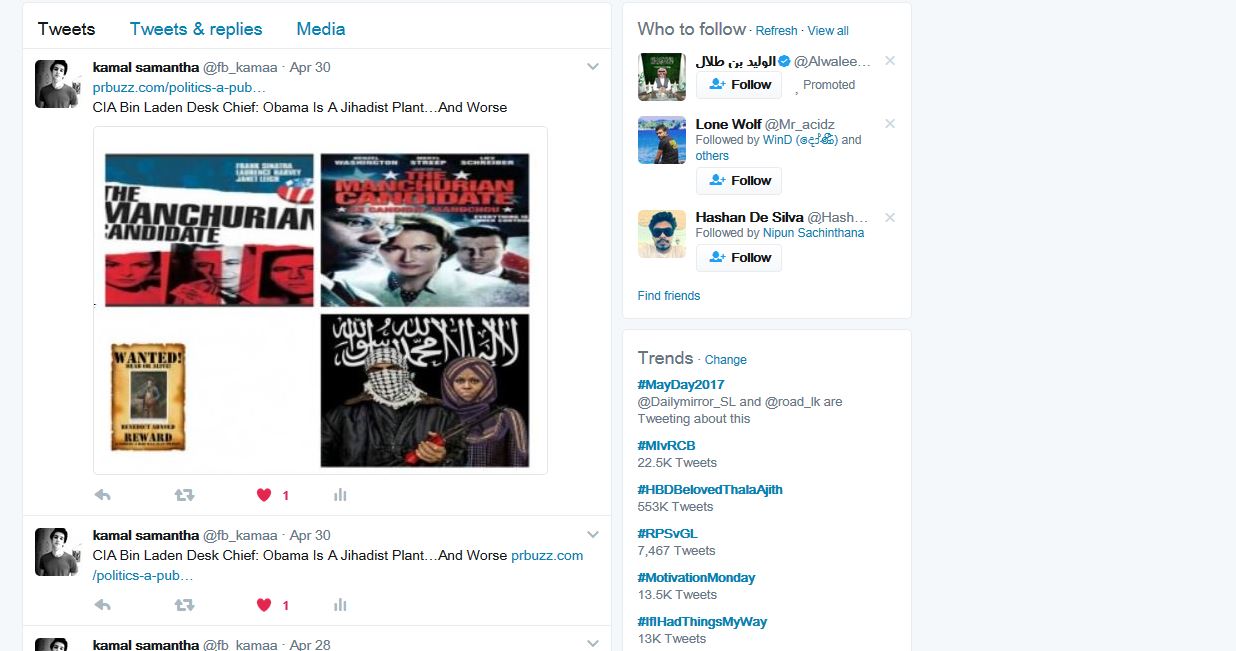 Tweets Tweets & replies Media
kamal samantha @fb_kamaa · Apr 30
prbuzz.com/politics-a-pub…
CIA Bin Laden Desk Chief: Obama Is A Jihadist Plant…And Worse
FRANK SINATRA
LAURENCE HARVEY
JANET LEIGH
THE
MANCHURIAN
CANDIDATE
WASHINGTON STREEP SCHREIBER
THE
MANCHURIAN
CANDIDATE
WANTED!
DEAD OR ALIVE!
BENEDICT ARNOLD
REWARD
لا إله إلا الله محمد رسول الله
1
kamal samantha @fb_kamaa · Apr 30
CIA Bin Laden Desk Chief: Obama Is A Jihadist Plant…And Worse prbuzz.com
/politics-a-pub…
1
kamal samantha @fb_kamaa · Apr 28
Who to follow · Refresh · View all
الوليد بن طلال @Alwalee…
Follow Promoted
Lone Wolf @Mr_acidz
Followed by WinD and
others
Follow
Hashan De Silva @Hash…
Followed by Nipun Sachinthana
Follow
Find friends
Trends · Change
#MayDay2017
@Dailymirror_SL and @road_lk are
Tweeting about this
#MIvRCB
22.5K Tweets
#HBDBelovedThalaAjith
553K Tweets
#RPSvGL
7,467 Tweets
#MotivationMonday
13.5K Tweets
#IfIHadThingsMyWay
13K Tweets